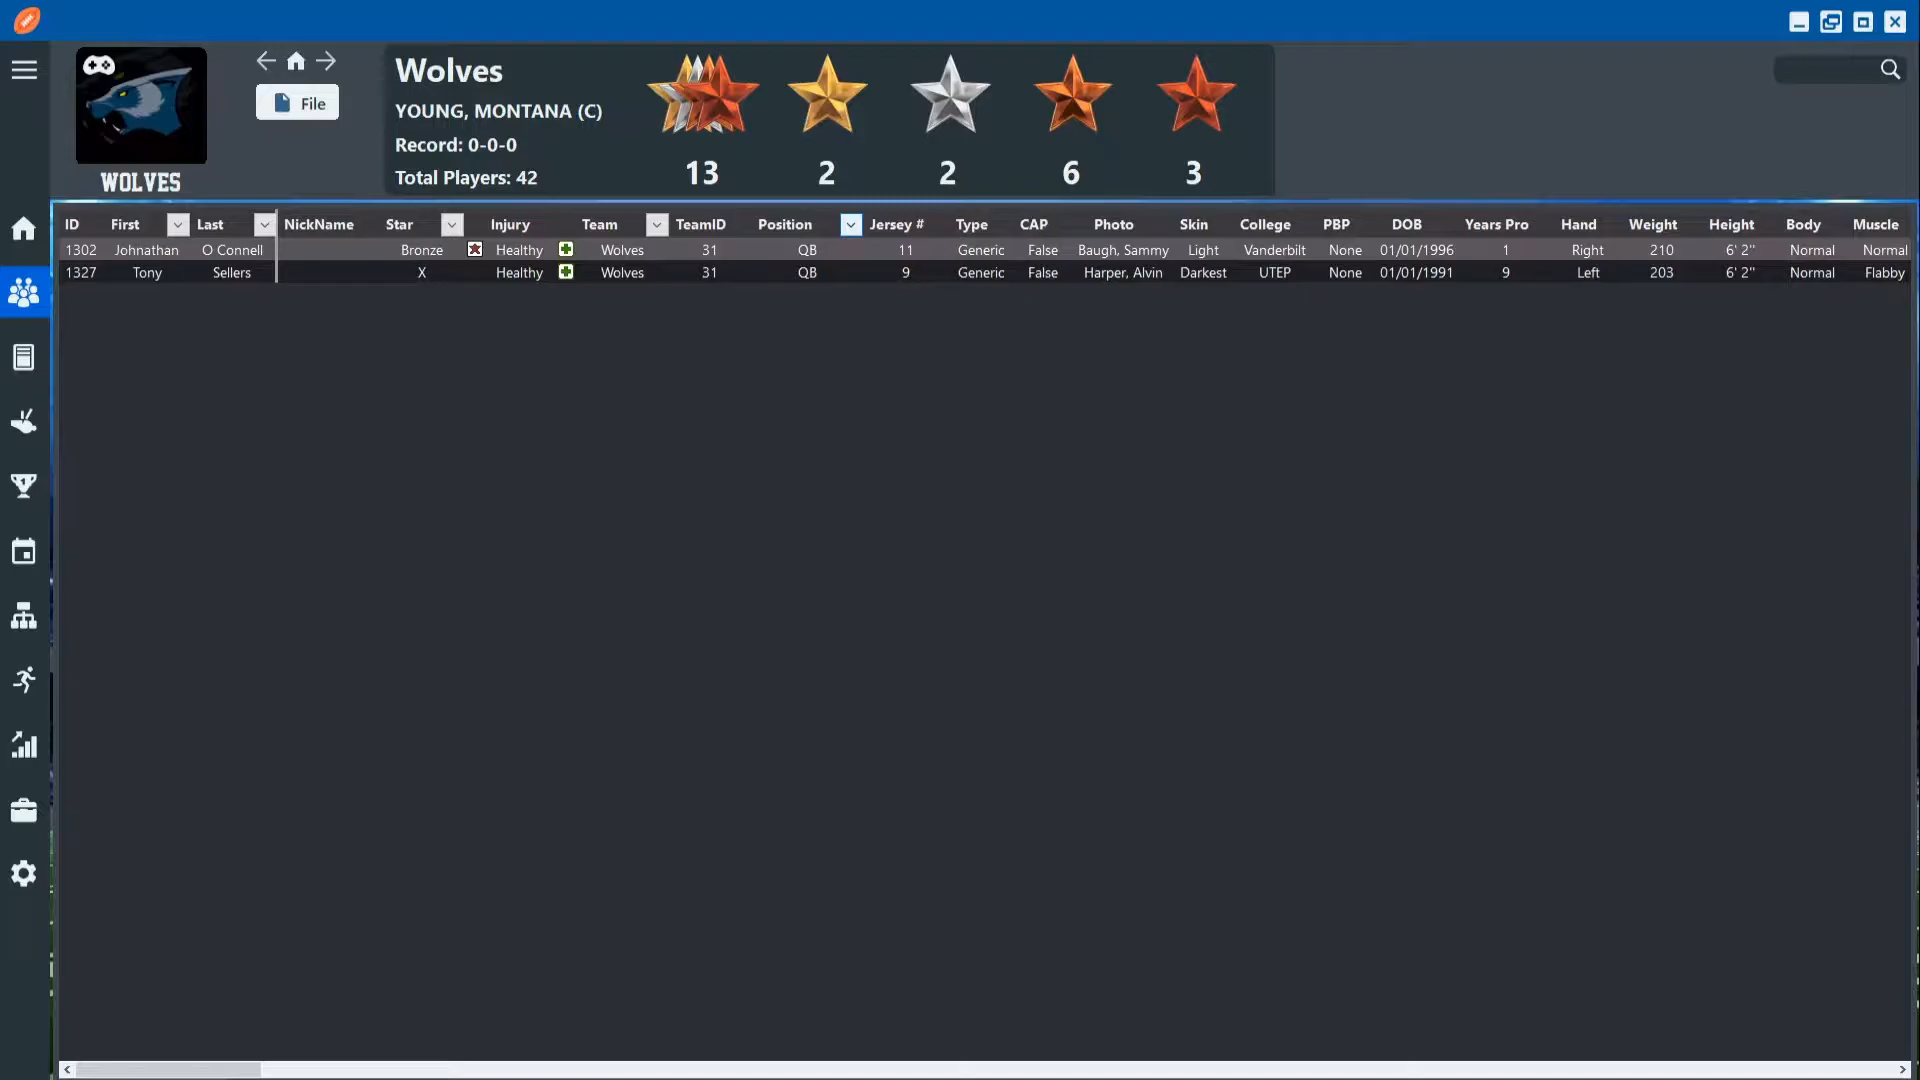 File
WOLVES
Wolves
YOUNG, MONTANA (C)
Record: 0-0-0
Total Players: 42
13 2 2 6 3
ID First Last NickName Star Injury Team TeamID Position Jersey # Type CAP Photo Skin College PBP DOB Years Pro Hand Weight Height Body Muscle
1302 Johnathan O Connell Bronze Healthy Wolves 31 QB 11 Generic False Baugh, Sammy Light Vanderbilt None 01/01/1996 1 Right 210 6' 2" Normal Normal
1327 Tony Sellers X Healthy Wolves 31 QB 9 Generic False Harper, Alvin Darkest UTEP None 01/01/1991 9 Left 203 6' 2" Normal Flabby